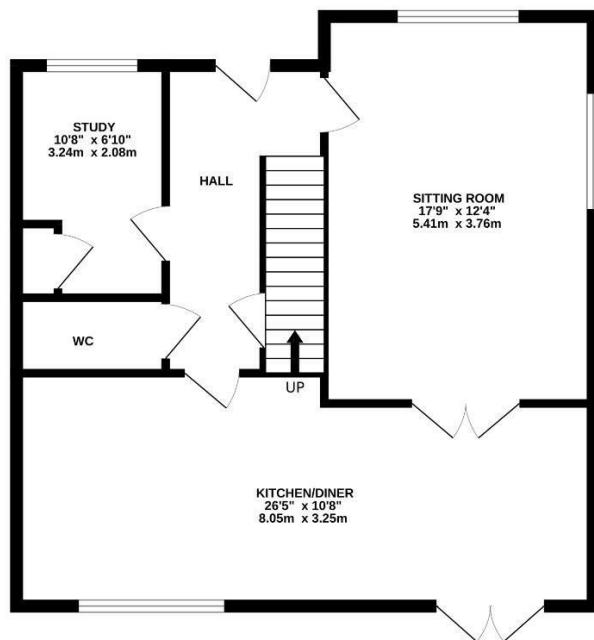 STUDY
10'8" x 6'10"
3.24m x 2.08m
HALL
SITTING ROOM
17'9" x 12'4"
5.41m x 3.76m
WC
UP
KITCHEN/DINER
26'5" x 10'8"
8.05m x 3.25m